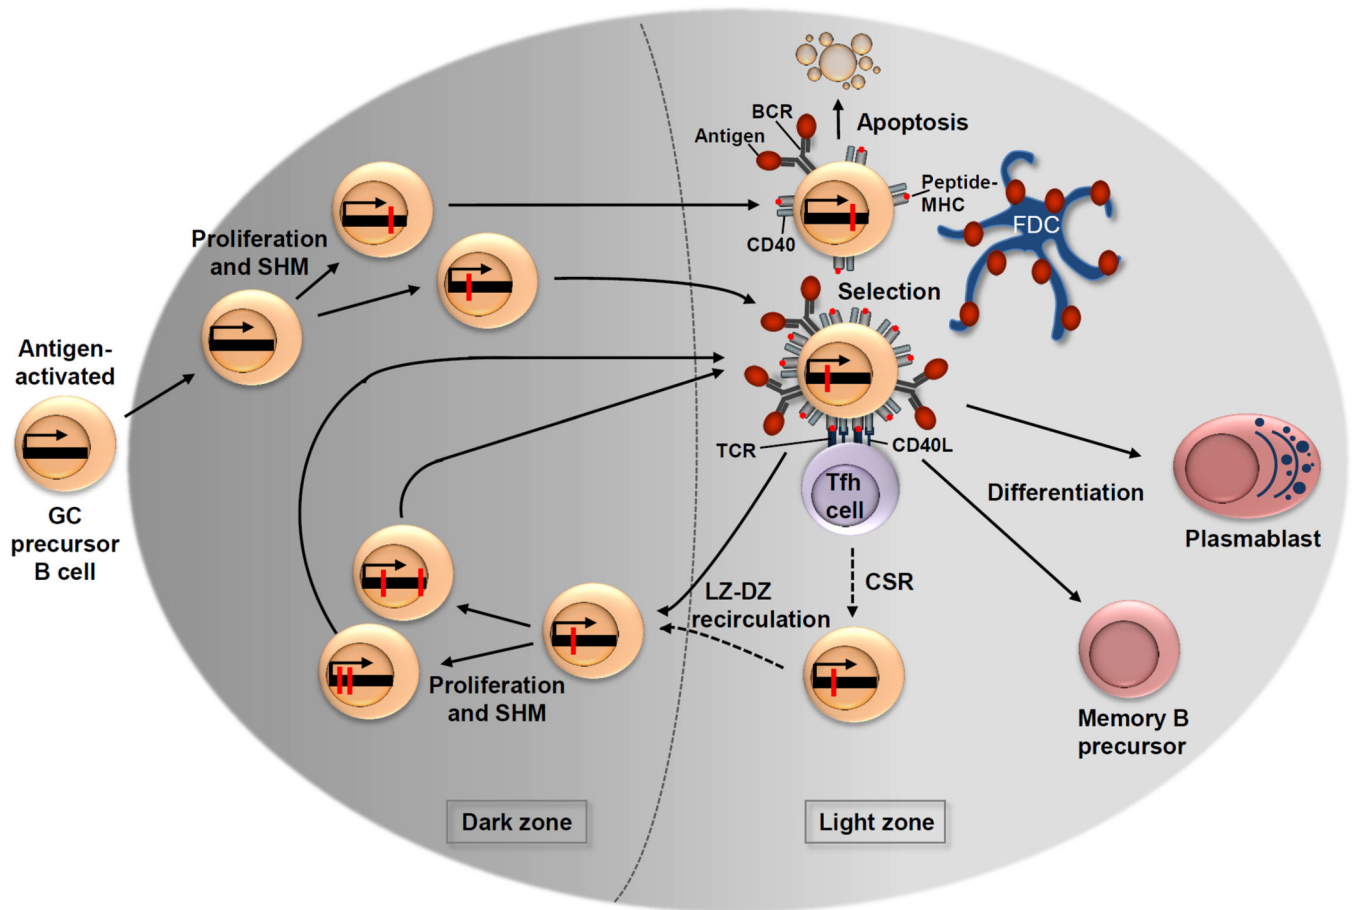 BCR
Antigen
Apoptosis
Peptide-
MHC
CD40
FDC
Proliferation
and SHM
Selection
Antigen-
activated
GC
precursor
B cell
TCR
CD40L
Tfh
cell
Differentiation
Plasmablast
CSR
LZ-DZ
recirculation
Proliferation
and SHM
Memory B
precursor
Dark zone
Light zone